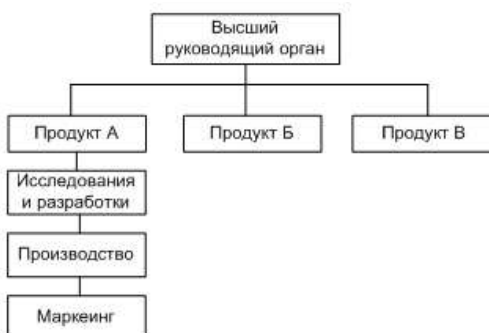 Высший
руководящий орган
Продукт А
Продукт Б
Продукт В
Исследования
и разработки
Производство
Маркеинг